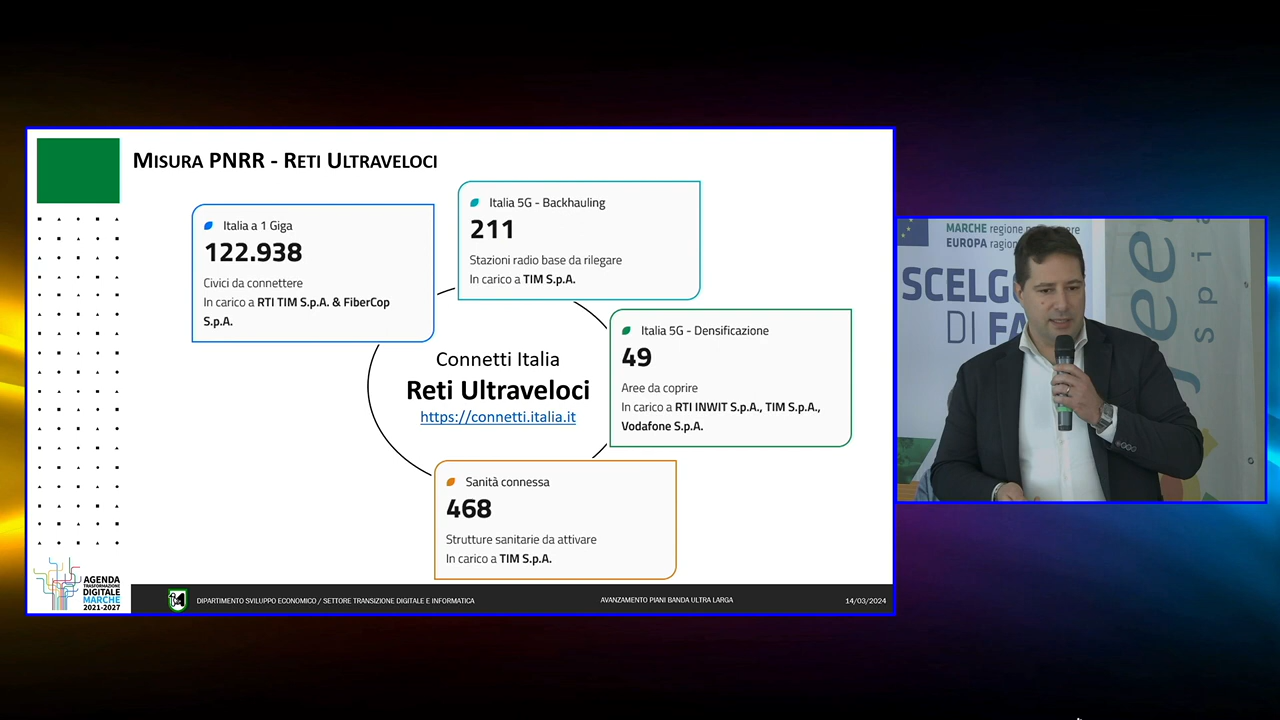 MISURA PNRR - RETI ULTRAVELOCI
Italia a 1 Giga
122.938
Civici da connettere
In carico a RTI TIM S.p.A. & FiberCop
S.p.A.
Italia 5G - Backhauling
211
Stazioni radio base da rilegare
In carico a TIM S.p.A.
Italia 5G - Densificazione
49
Aree da coprire
In carico a RTI INWIT S.p.A., TIM S.p.A.,
Vodafone S.p.A.
Connetti Italia
Reti Ultraveloci
https://connetti.italia.it
Sanità connessa
468
Strutture sanitarie da attivare
In carico a TIM S.p.A.
AGENDA
TRASFORMAZIONE
DIGITALE
MARCHE
2021-2027
DIPARTIMENTO SVILUPPO ECONOMICO / SETTORE TRANSIZIONE DIGITALE E INFORMATICA
AVANZAMENTO PIANI BANDA ULTRA LARGA
14/03/2024
MARCHE regione
EUROPA
DI